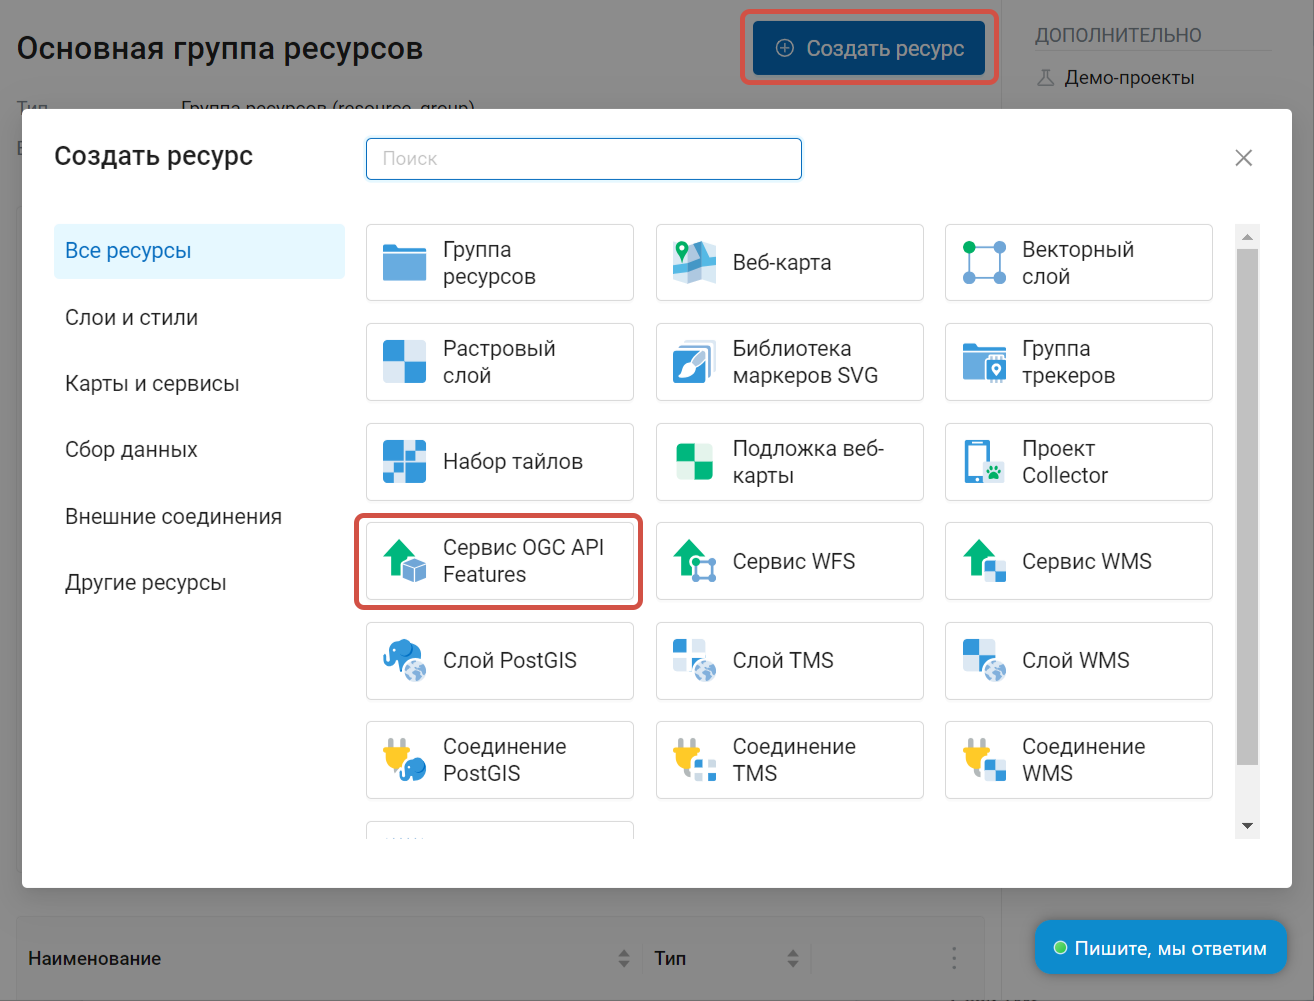 Основная группа ресурсов
Создать ресурс
ДОПОЛНИТЕЛЬНО
Демо-проекты
Тип
Группа ресурсов (resource_group)
Создать ресурс
Поиск
Все ресурсы
Слои и стили
Карты и сервисы
Сбор данных
Внешние соединения
Другие ресурсы
Группа
ресурсов
Веб-карта
Векторный
слой
Растровый
слой
Библиотека
маркеров SVG
Группа
трекеров
Набор тайлов
Подложка веб-
карты
Проект
Collector
Сервис OGC API
Features
Сервис WFS
Сервис WMS
Слой PostGIS
Слой TMS
Слой WMS
Соединение
PostGIS
Соединение
TMS
Соединение
WMS
Наименование
Тип
Пишите, мы ответим